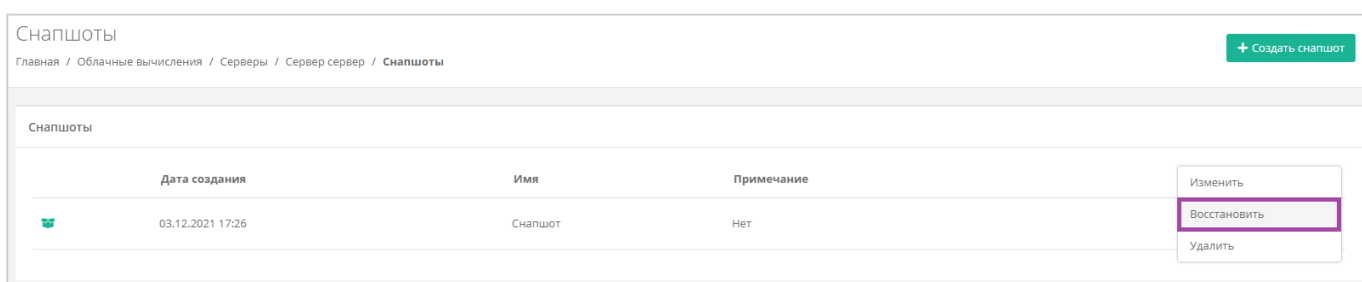 Снапшоты
+ Создать снапшот
Главная / Облачные вычисления / Серверы / Сервер сервер / Снапшоты
Снапшоты
Дата создания Имя Примечание
03.12.2021 17:26 Снапшот Нет
Изменить
Восстановить
Удалить